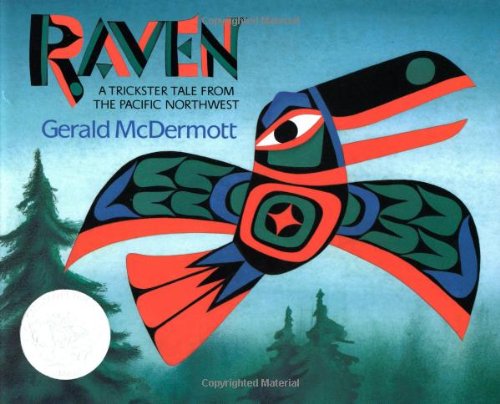 Copyrighted Material
RAVEN
A TRICKSTER TALE FROM
THE PACIFIC NORTHWEST
Gerald McDermott
Copyrighted Material